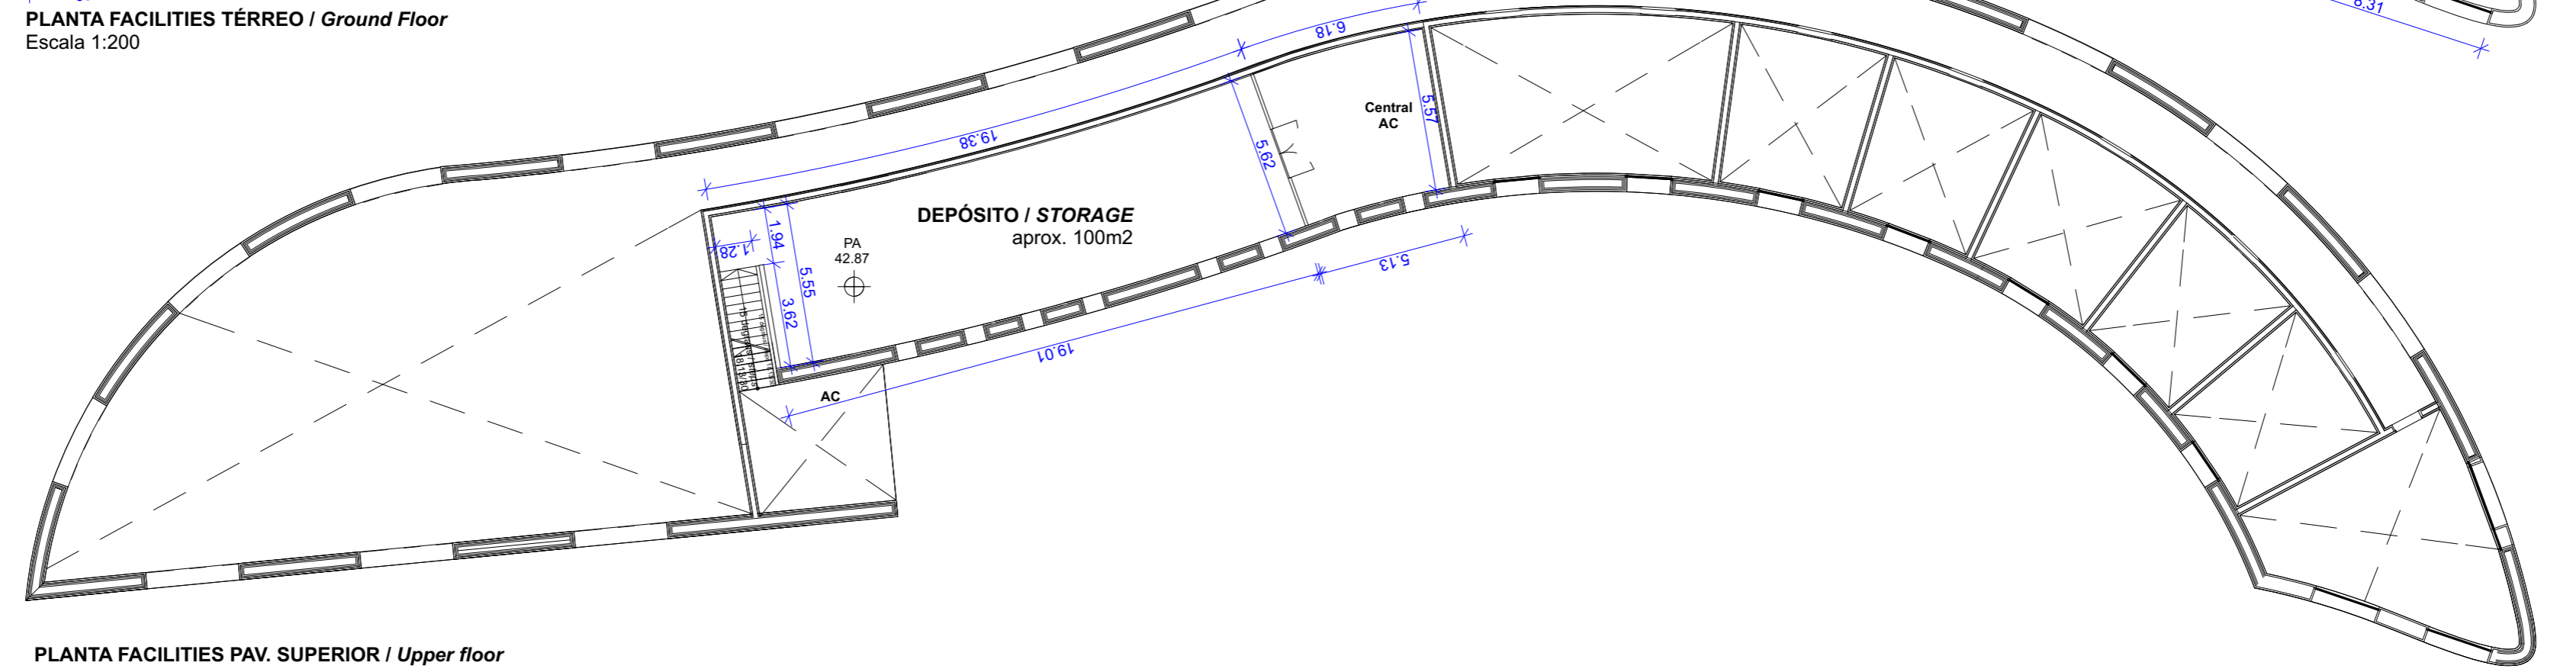 PLANTA FACILITIES TÉRREO / Ground Floor
Escala 1:200
8.31
6.18
19.38
Central
AC
5.57
5.62
DEPÓSITO / STORAGE
aprox. 100m2
1.94
1.28
PA
42.87
5.55
3.62
5.13
19.01
AC
PLANTA FACILITIES PAV. SUPERIOR / Upper floor